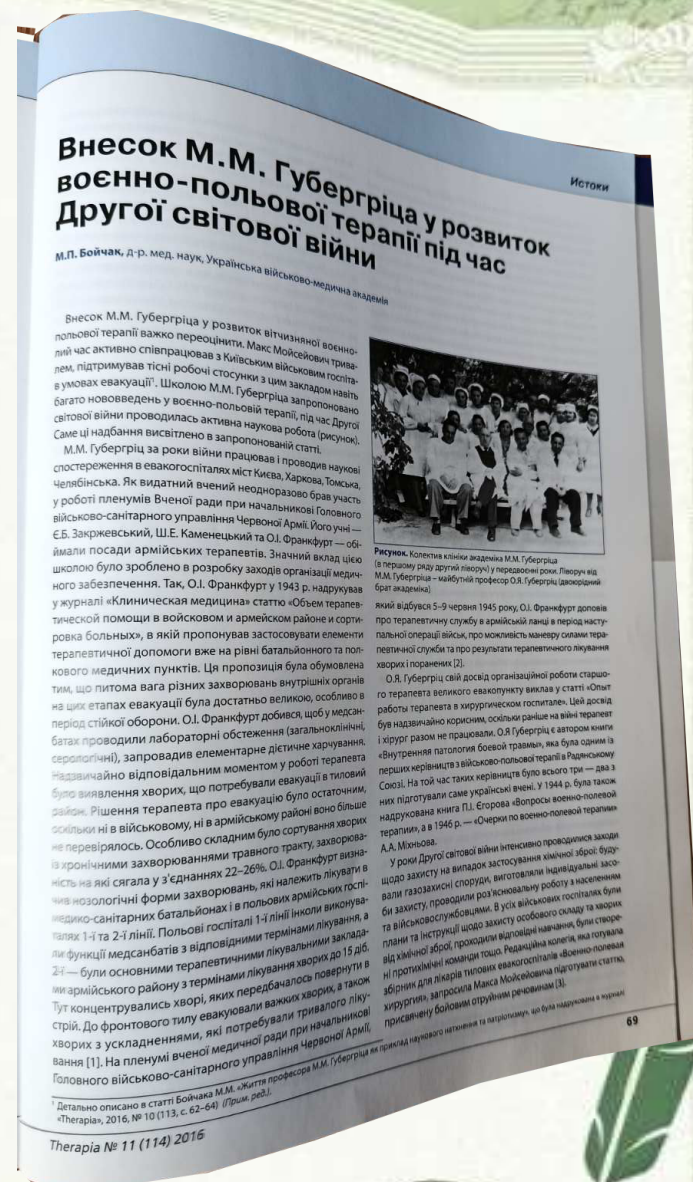 Истоки
Внесок М.М. Губергріца у розвиток
воєнно-польової терапії під час
Другої світової війни
М.П. Бойчак, д-р. мед. наук, Українська військово-медична академія
Внесок М.М. Губергріца у розвиток вітчизняної воєнно-
польової терапії важко переоцінити. Макс Мойсейович трива-
лий час активно співпрацював з Київським військовим госпіта-
лем, підтримував тісні робочі стосунки з цим закладом навіть
в умовах евакуації¹. Школою М.М. Губергріца запропоновано
багато нововведень у воєнно-польовій терапії, під час Другої
світової війни проводилась активна наукова робота (рисунок).
Саме ці надбання висвітлено в запропонованій статті.
М.М. Губергріц за роки війни працював і проводив наукові
спостереження в евакогоспіталях міст Києва, Харкова, Томська,
Челябінська. Як видатний вчений неодноразово брав участь
у роботі пленумів Вченої ради при начальникові Головного
військово-санітарного управління Червоної Армії. Його учні —
Є.Б. Закржевський, Ш.Е. Каменецький та О.І. Франкфурт — обі-
ймали посади армійських терапевтів. Значний вклад цією
школою було зроблено в розробку заходів організації медич-
ного забезпечення. Так, О.І. Франкфурт у 1943 р. надрукував
у журналі «Клиническая медицина» статтю «Объем терапев-
тической помощи в войсковом и армейском районе и сорти-
ровка больных», в якій пропонував застосовувати елементи
терапевтичної допомоги вже на рівні батальйонного та пол-
кового медичних пунктів. Ця пропозиція була обумовлена
тим, що питома вага різних захворювань внутрішніх органів
на цих етапах евакуації була достатньо великою, особливо в
період стійкої оборони. О.І. Франкфурт добився, щоб у медсан-
батах проводили лабораторні обстеження (загальноклінічні,
серологічні), запровадив елементарне дієтичне харчування.
Надзвичайно відповідальним моментом у роботі терапевта
було виявлення хворих, що потребували евакуації в тиловий
район. Рішення терапевта про евакуацію було остаточним,
оскільки ні в військовому, ні в армійському районі воно більше
не перевірялось. Особливо складним було сортування хворих
із хронічними захворюваннями травного тракту, захворюва-
ність на які сягала у з'єднаннях 22–26%. О.І. Франкфурт визна-
чив нозологічні форми захворювань, які належить лікувати в
медико-санітарних батальйонах і в польових армійських госпі-
талях 1-ї та 2-ї лінії. Польові госпіталі 1-ї лінії інколи виконува-
ли функції медсанбатів з відповідними термінами лікування, а
2-ї — були основними терапевтичними лікувальними заклада-
ми армійського району з термінами лікування хворих до 15 діб.
Тут концентрувались хворі, яких передбачалось повернути в
стрій. До фронтового тилу евакуювали важких хворих, а також
хворих з ускладненнями, які потребували тривалого ліку-
вання [1]. На пленумі вченої медичної ради при начальникові
Головного військово-санітарного управління Червоної Армії,
Рисунок. Колектив клініки академіка М.М. Губергріца
(в першому ряду другий ліворуч) у передвоєнні роки. Ліворуч від
М.М. Губергріца – майбутній професор О.Я. Губергріц (двоюрідний
брат академіка)
який відбувся 5–9 червня 1945 року, О.І. Франкфурт доповів
про терапевтичну службу в армійській ланці в період насту-
пальної операції військ, про можливість маневру силами тера-
певтичної служби та про результати терапевтичного лікування
хворих і поранених [2].
О.Я. Губергріц свій досвід організаційної роботи старшо-
го терапевта великого евакопункту виклав у статті «Опыт
работы терапевта в хирургическом госпитале». Цей досвід
був надзвичайно корисним, оскільки раніше на війні терапевт
і хірург разом не працювали. О.Я Губергріц є автором книги
«Внутренняя патология боевой травмы», яка була одним із
перших керівництв з військово-польової терапії в Радянському
Союзі. На той час таких керівництв було всього три — два з
них підготували саме українські вчені. У 1944 р. була також
надрукована книга П.І. Єгорова «Вопросы военно-полевой
терапии», а в 1946 р. — «Очерки по военно-полевой терапии»
А.А. Міхньова.
У роки Другої світової війни інтенсивно проводилися заходи
щодо захисту на випадок застосування хімічної зброї: буду-
вали газозахисні споруди, виготовляли індивідуальні засо-
би захисту, проводили роз'яснювальну роботу з населенням
та військовослужбовцями. В усіх військових госпіталях були
плани та інструкції щодо захисту особового складу та хворих
від хімічної зброї, проходили відповідні навчання, були створе-
ні протихімічні команди тощо. Редакційна колегія, яка готувала
збірник для лікарів тилових евакогоспіталів «Военно-полевая
хирургия», запросила Макса Мойсейовича підготувати статтю,
присвячену бойовим отруйним речовинам [3].
¹ Детально описано в статті Бойчака М.М. «Життя професора М.М. Губергріца як приклад наукового натхнення та патріотизму», що була надрукована в журналі
«Therapia», 2016, № 10 (113, с. 62–64) (Прим. ред.).
69
Therapia № 11 (114) 2016